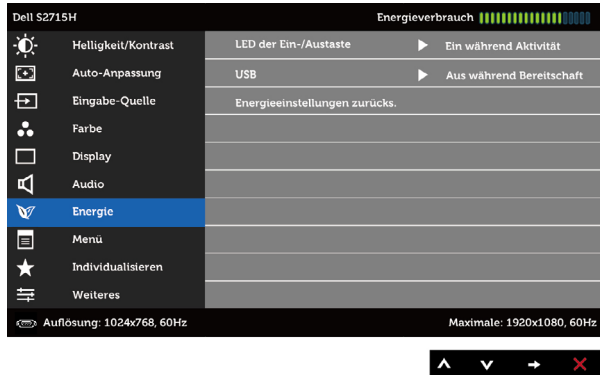 Dell S2715H Energieverbrauch
Helligkeit/Kontrast LED der Ein-/Austaste Ein während Aktivität
Auto-Anpassung USB Aus während Bereitschaft
Eingabe-Quelle Energieeinstellungen zurücks.
Farbe
Display
Audio
Energie
Menü
Individualisieren
Weiteres
Auflösung: 1024x768, 60Hz Maximale: 1920x1080, 60Hz